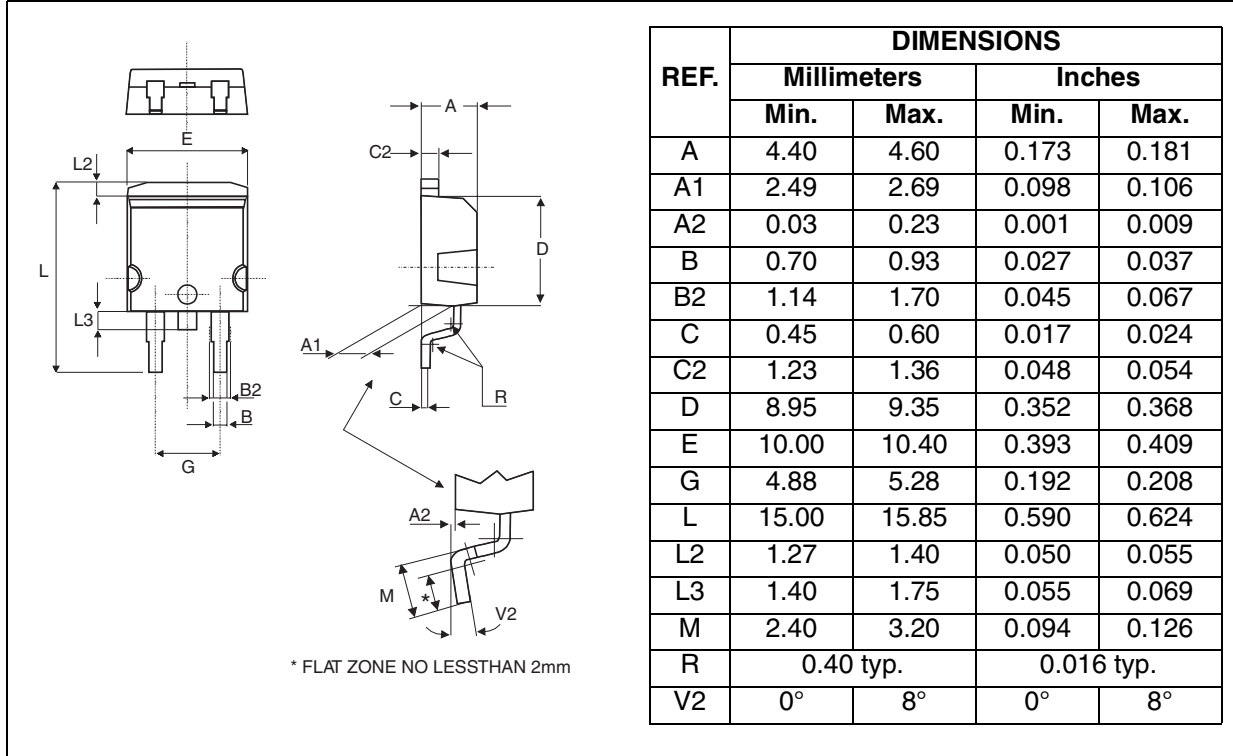 A
E
C2
L2
D
L
L3
A1
B2
C
R
B
G
A2
M
*
V2
* FLAT ZONE NO LESSTHAN 2mm
REF. DIMENSIONS
Millimeters Inches
Min. Max. Min. Max.
A 4.40 4.60 0.173 0.181
A1 2.49 2.69 0.098 0.106
A2 0.03 0.23 0.001 0.009
B 0.70 0.93 0.027 0.037
B2 1.14 1.70 0.045 0.067
C 0.45 0.60 0.017 0.024
C2 1.23 1.36 0.048 0.054
D 8.95 9.35 0.352 0.368
E 10.00 10.40 0.393 0.409
G 4.88 5.28 0.192 0.208
L 15.00 15.85 0.590 0.624
L2 1.27 1.40 0.050 0.055
L3 1.40 1.75 0.055 0.069
M 2.40 3.20 0.094 0.126
R 0.40 typ. 0.016 typ.
V2 0° 8° 0° 8°